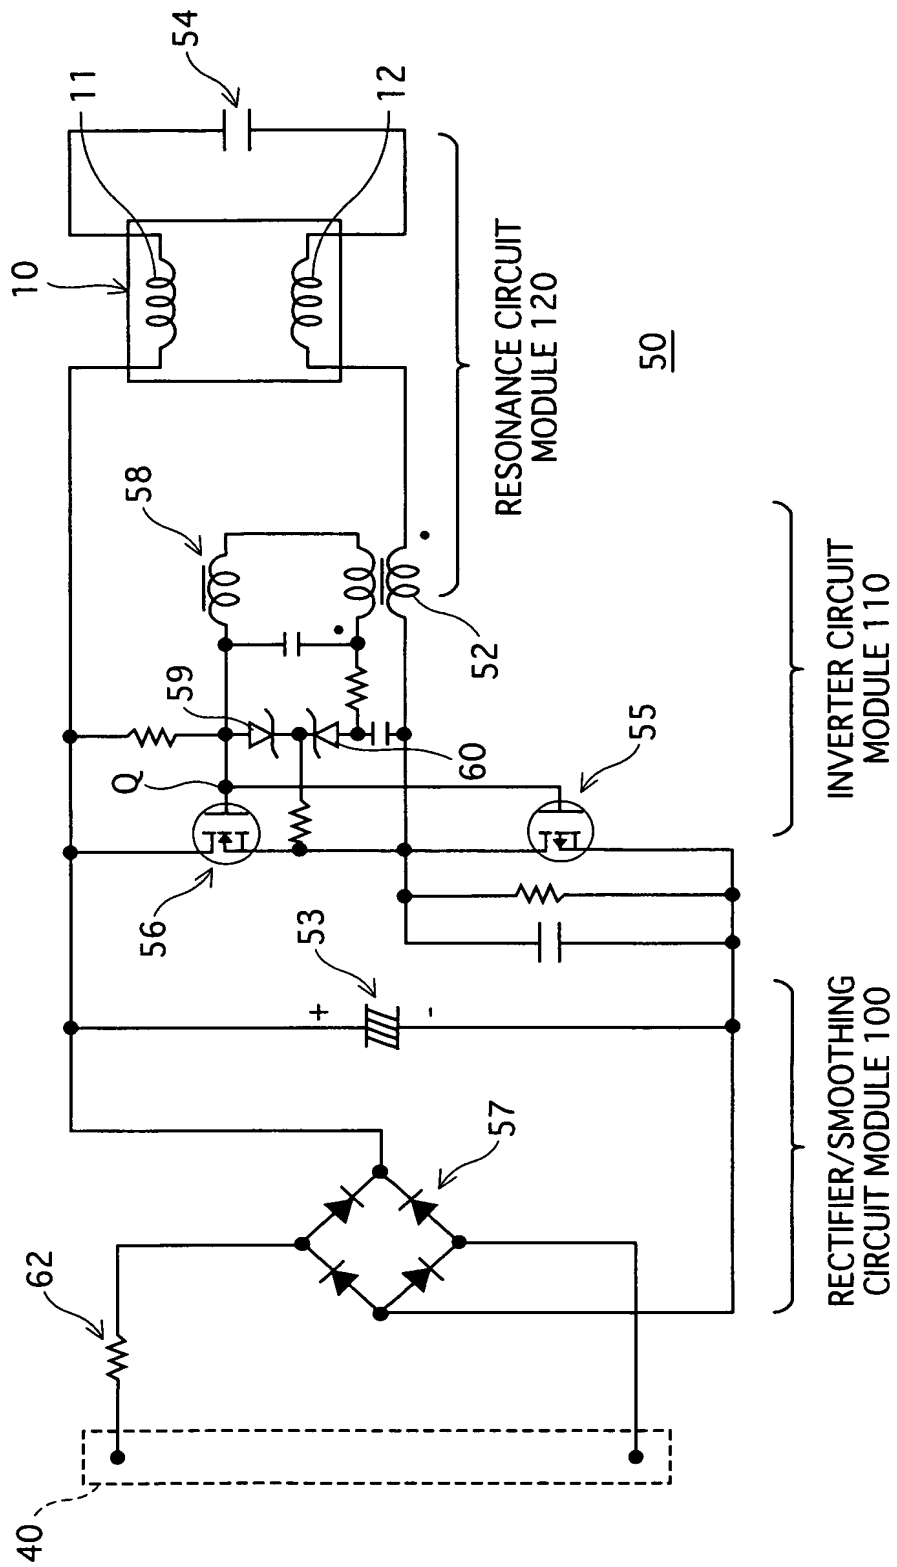 54
11
12
10
RESONANCE CIRCUIT
MODULE 120
50
58
52
59
60
Q
55
56
INVERTER CIRCUIT
MODULE 110
53
+
-
57
62
RECTIFIER/SMOOTHING
CIRCUIT MODULE 100
40